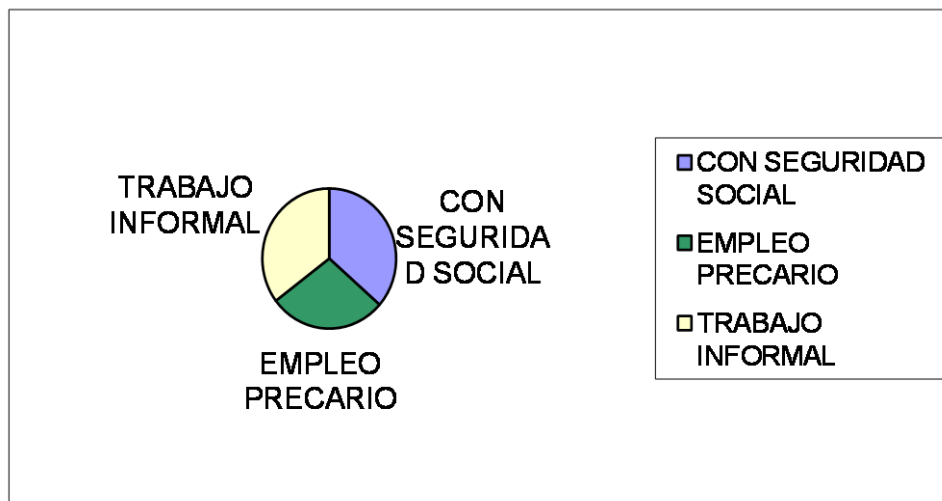 TRABAJO
INFORMAL
CON
SEGURIDA
D SOCIAL
EMPLEO
PRECARIO
CON SEGURIDAD
SOCIAL
EMPLEO
PRECARIO
TRABAJO
INFORMAL